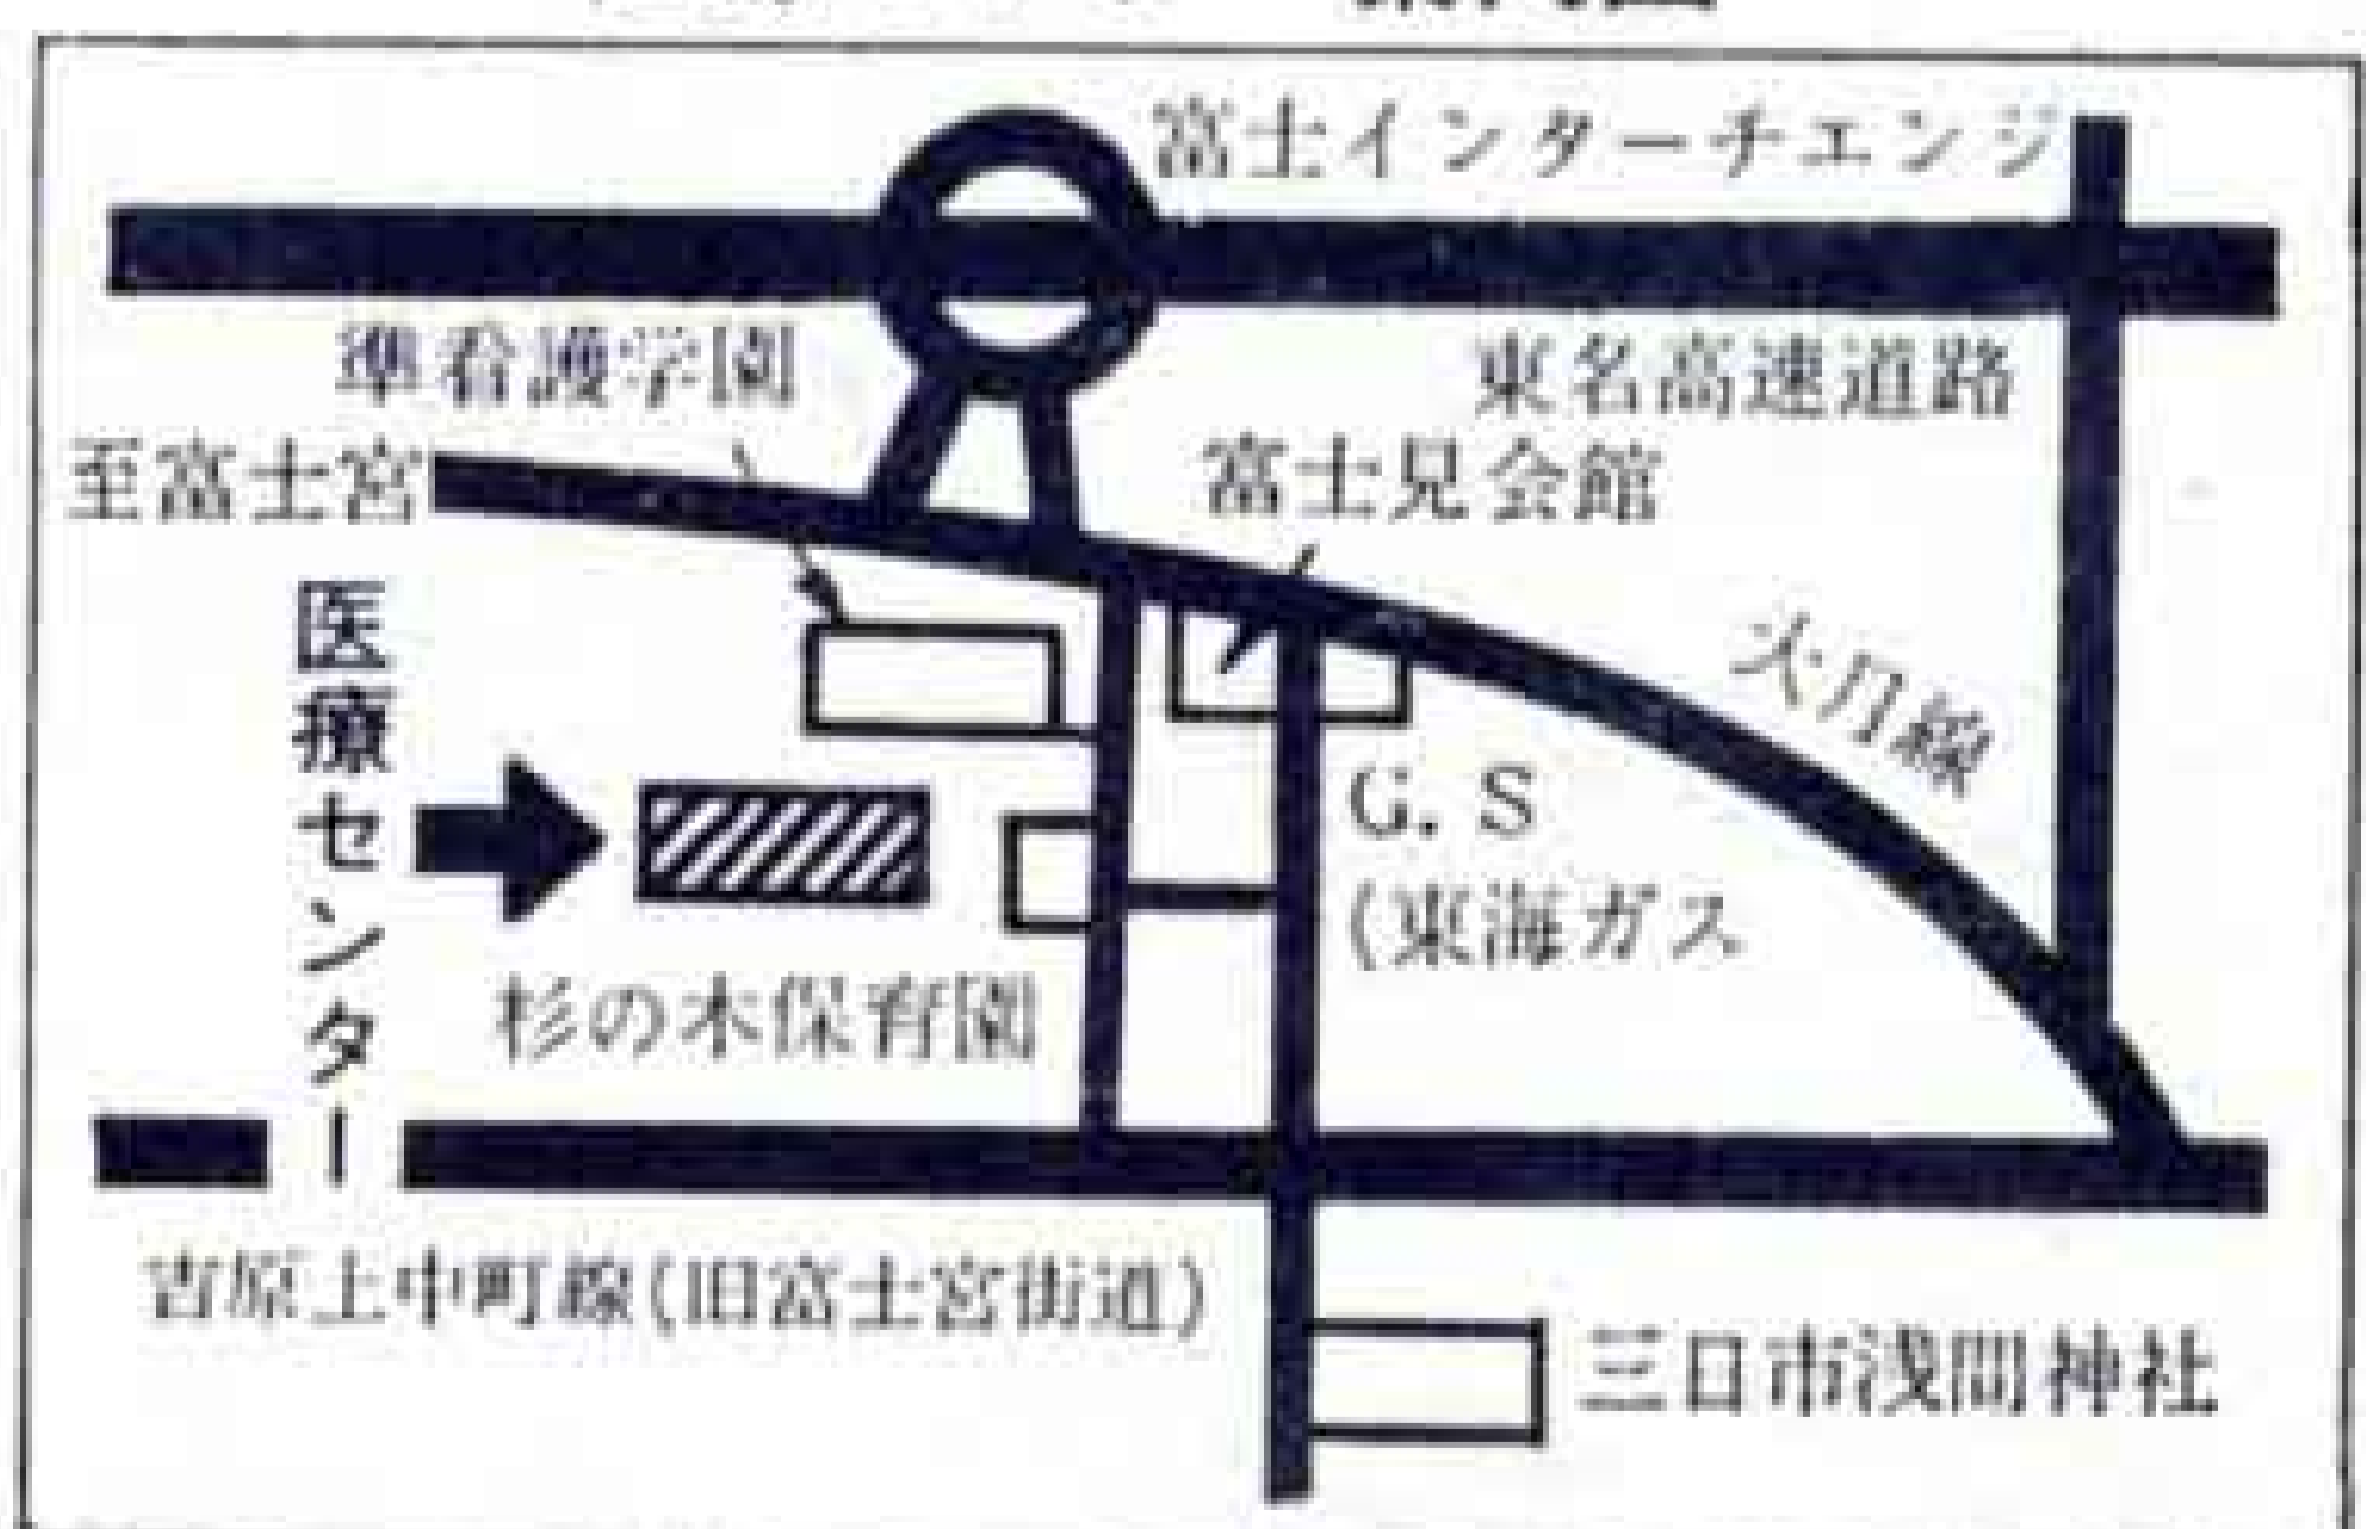 富士インターチエンジ
準看護学園
東名高速道路
至富士宮
富士見会館
医療センター
大月線
G.S
(東海ガス
杉の木保育園
吉原上中町線(旧富士宮街道)
三日市浅間神社